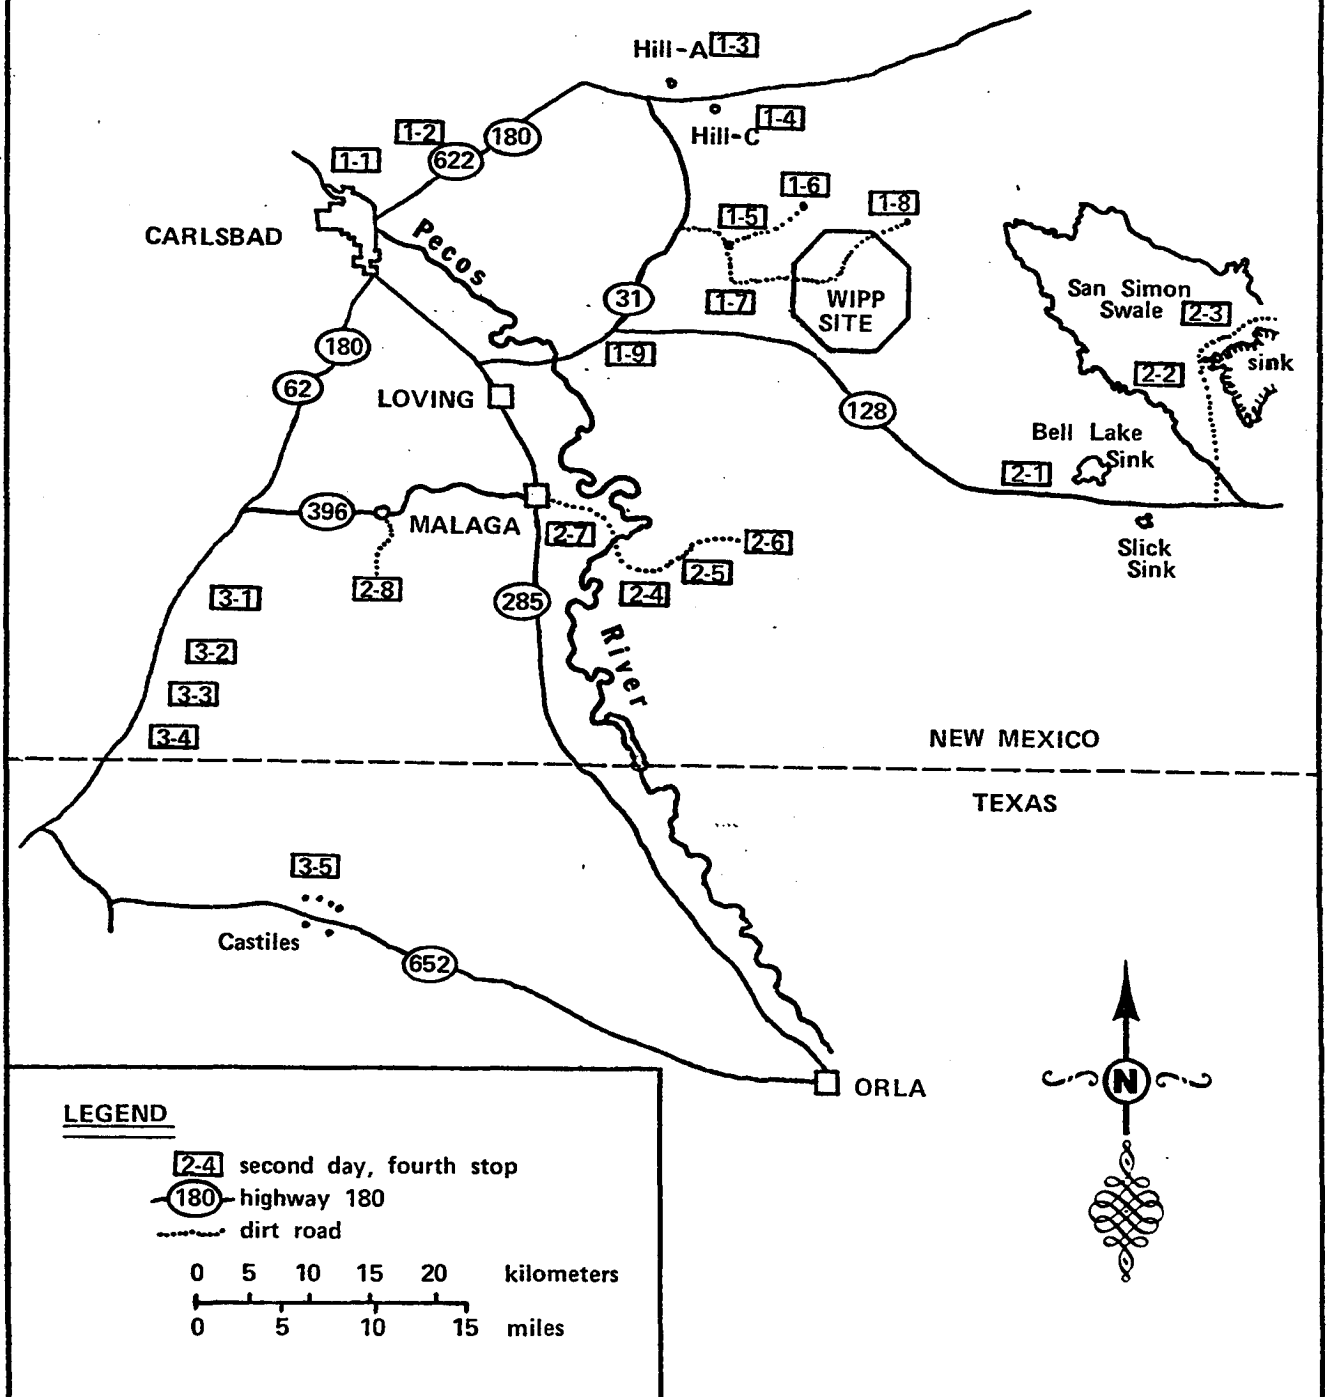 Hill-A 1-3
1-4
Hill-C
1-2
180
622
1-1
1-6
1-5
1-8
CARLSBAD
Pecos
San Simon
Swale
2-3
31
1-7
WIPP
SITE
180
1-9
sink
2-2
62
LOVING
128
Bell Lake
Sink
2-1
396
MALAGA
2-7
2-6
Slick
Sink
2-5
2-8
2-4
285
3-1
River
3-2
3-3
3-4
NEW MEXICO
TEXAS
3-5
Castiles
652
ORLA
N
LEGEND
2-4 second day, fourth stop
180 highway 180
dirt road
0 5 10 15 20 kilometers
0 5 10 15 miles